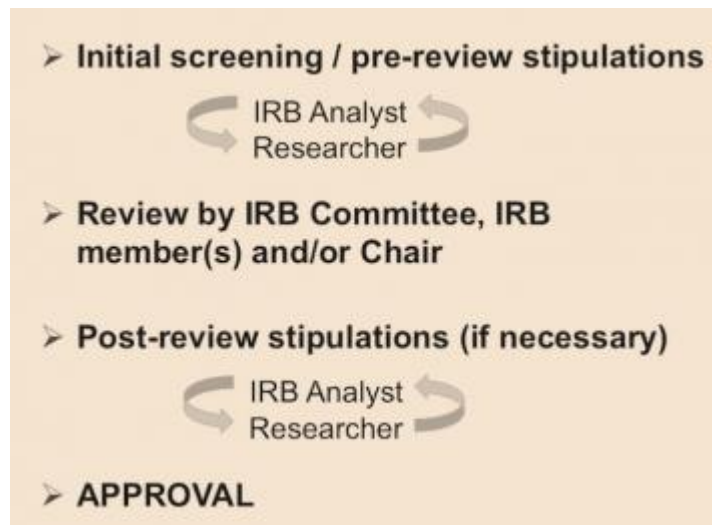 Initial screening / pre-review stipulations
IRB Analyst
Researcher
Review by IRB Committee, IRB
member(s) and/or Chair
Post-review stipulations (if necessary)
IRB Analyst
Researcher
APPROVAL